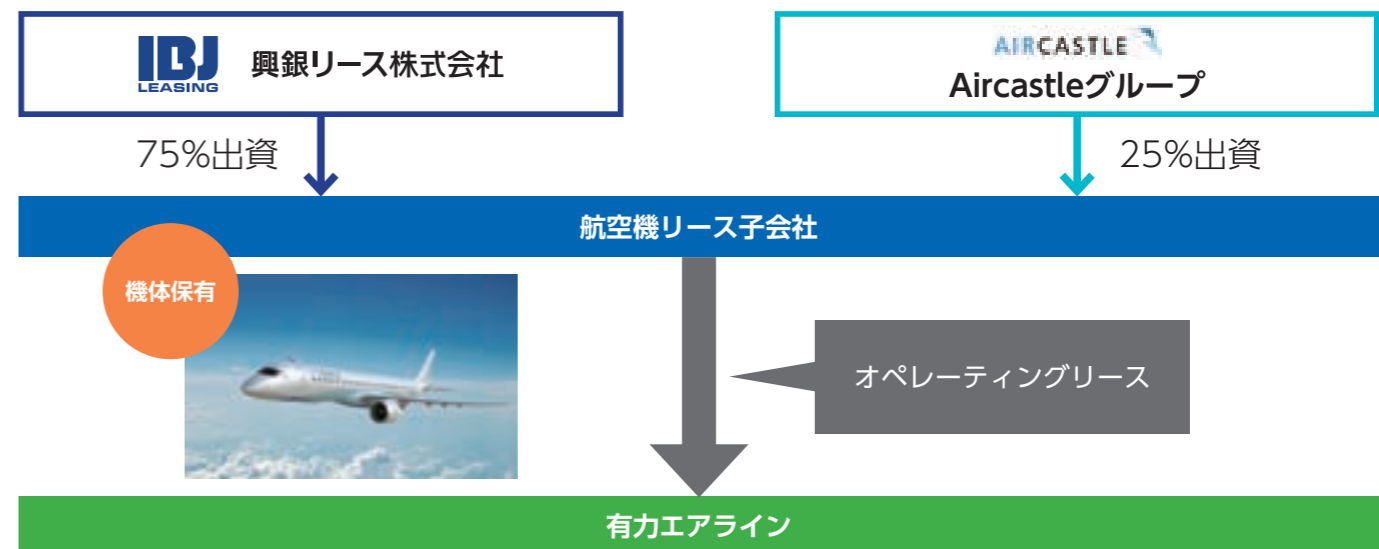 IBJ
LEASING
興銀リース株式会社
AIRCASTLE
Aircastleグループ
75%出資
25%出資
航空機リース子会社
機体保有
オペレーティングリース
有力エアライン